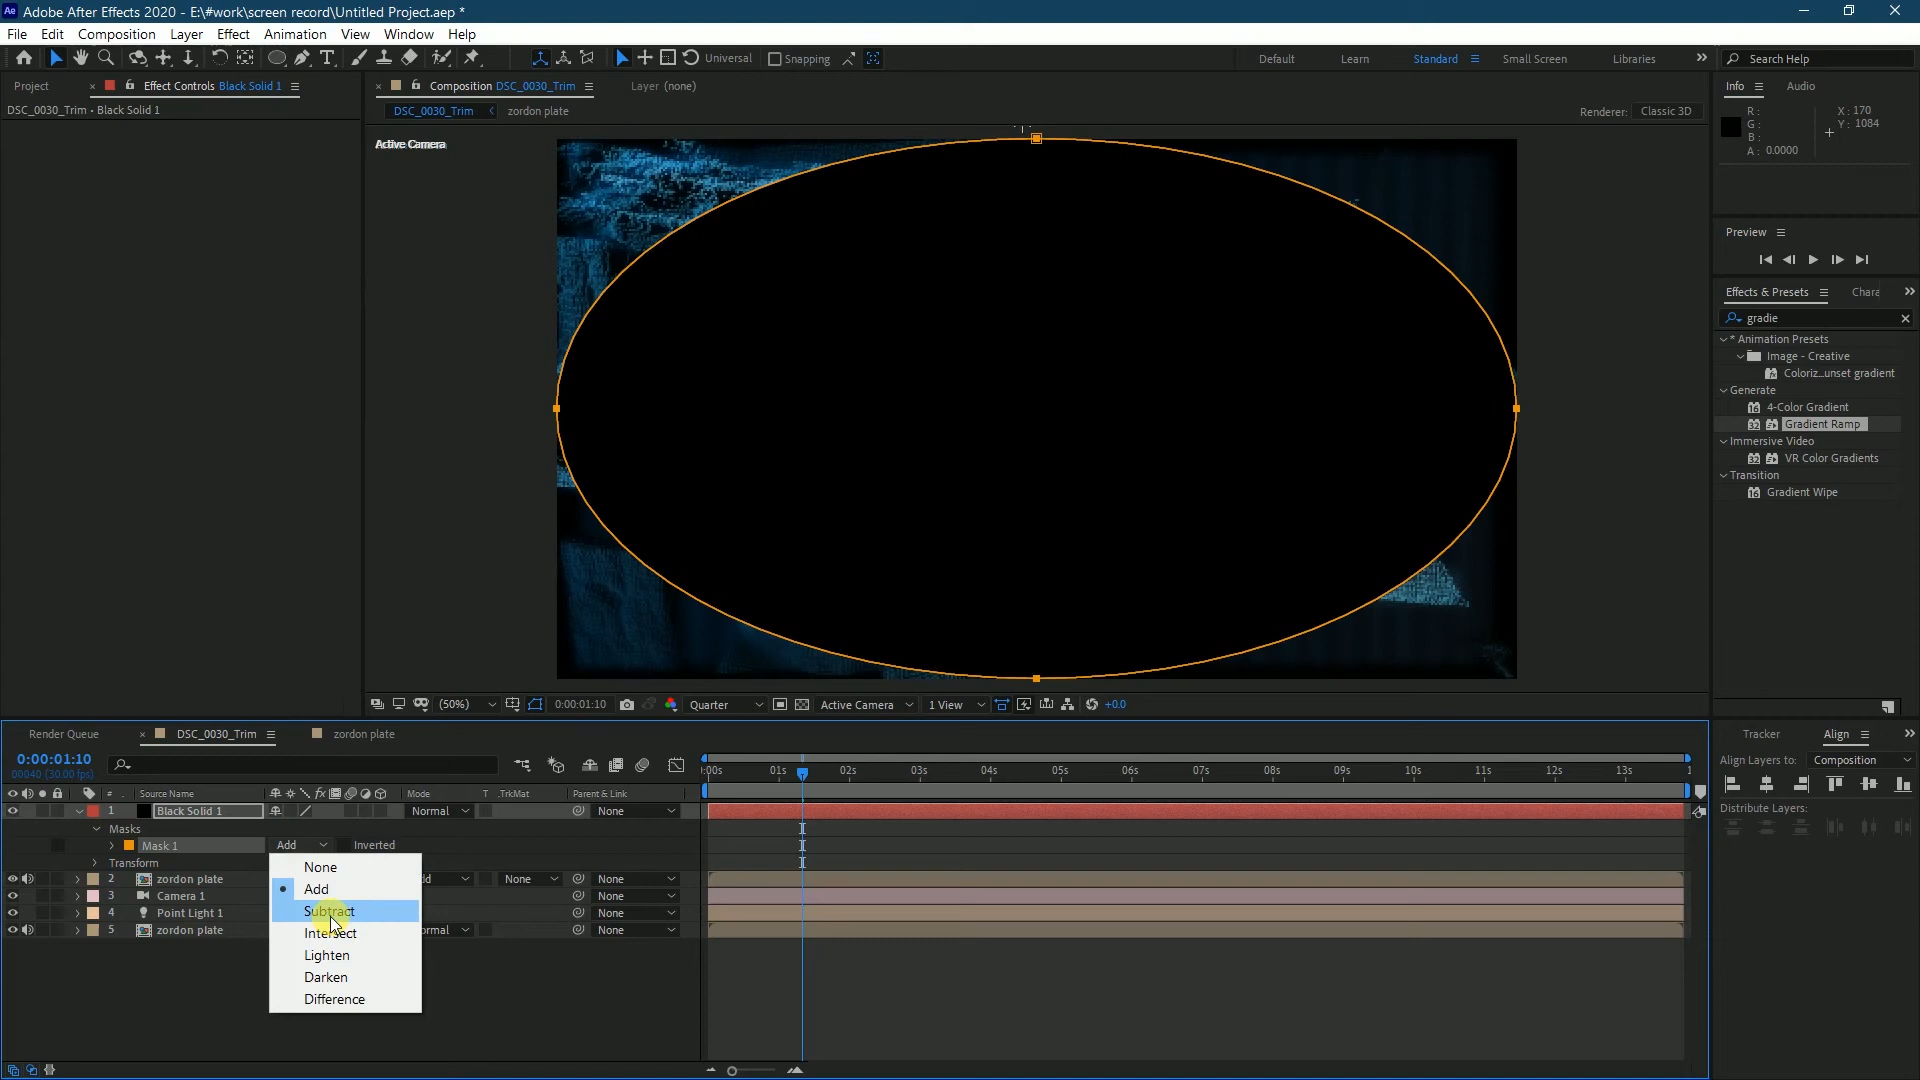 Ae Adobe After Effects 2020 - E:\#work\screen record\Untitled Project.aep *
File Edit Composition Layer Effect Animation View Window Help
Universal Snapping Default Learn Standard Small Screen Libraries Search Help
Project Effect Controls Black Solid 1 Composition DSC_0030_Trim Layer (none) Info Audio
DSC_0030_Trim • Black Solid 1 DSC_0030_Trim zordon plate Renderer: Classic 3D
Active Camera
R: X: 170
G: Y: 1084
B:
A: 0.0000
Preview
Effects & Presets Chara
gradie
* Animation Presets
Image - Creative
Coloriz...unset gradient
Generate
4-Color Gradient
Gradient Ramp
Immersive Video
VR Color Gradients
Transition
Gradient Wipe
(50%) 0:00:01:10 Quarter Active Camera 1 View +0.0
Render Queue DSC_0030_Trim zordon plate Tracker Align
0:00:01:10
00040 (30.00 fps)
Align Layers to: Composition
:00s 01s 02s 03s 04s 05s 06s 07s 08s 09s 10s 11s 12s 13s 1
# . Source Name Mode T .TrkMat Parent & Link
Distribute Layers:
1 Black Solid 1 Normal None
Masks
Mask 1 Add Inverted
Transform
2 zordon plate dd None None
3 Camera 1 None
4 Point Light 1 None
5 zordon plate ormal None
None
Add
Subtract
Intersect
Lighten
Darken
Difference